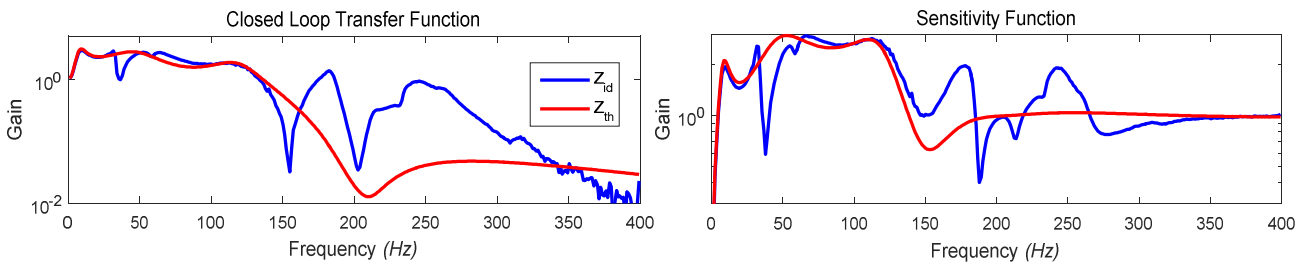 Closed Loop Transfer Function
Gain
10^0
10^-2
0 50 100 150 200 250 300 350 400
Frequency (Hz)
Z_id
Z_th
Sensitivity Function
Gain
10^0
0 50 100 150 200 250 300 350 400
Frequency (Hz)